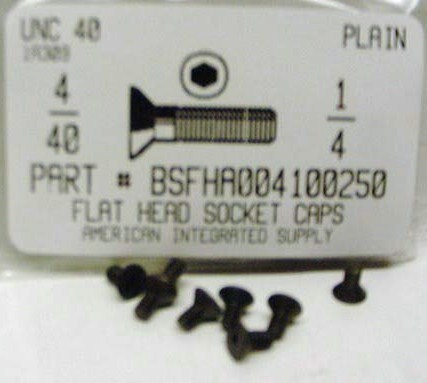 UNC 40
PLAIN
4
40
1
4
PART # BSFHA004100250
FLAT HEAD SOCKET CAPS
AMERICAN INTEGRATED SUPPLY